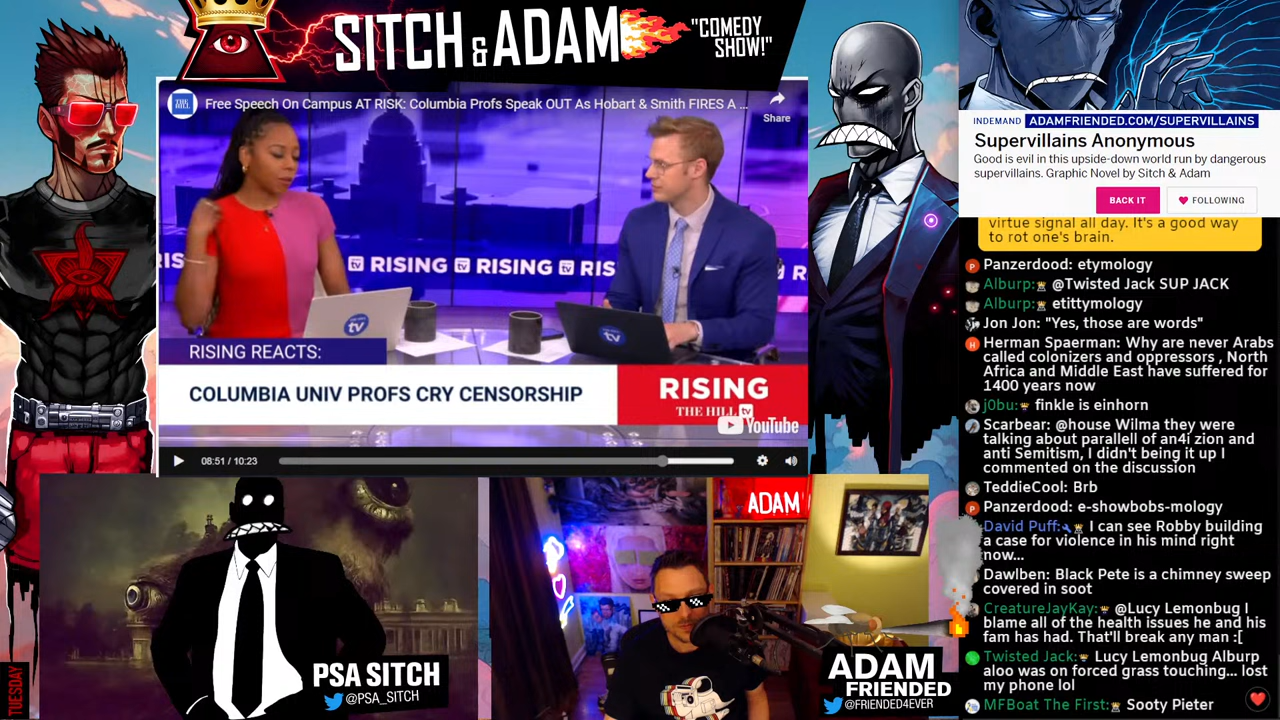 SITCH & ADAM "COMEDY SHOW!"
Free Speech On Campus AT RISK: Columbia Profs Speak OUT As Hobart & Smith FIRES A ...
Share
RISING tv RISING tv RIS
RISING REACTS:
COLUMBIA UNIV PROFS CRY CENSORSHIP
RISING
THE HILL tv
YouTube
08:51 / 10:23
ADAM
PSA SITCH
@PSA_SITCH
ADAM
FRIENDED
@FRIENDED4EVER
TUESDAY
INDEMAND ADAMFRIENDED.COM/SUPERVILLAINS
Supervillains Anonymous
Good is evil in this upside-down world run by dangerous
supervillains. Graphic Novel by Sitch & Adam
BACK IT
FOLLOWING
virtue signal all day. It's a good way
to rot one's brain.
Panzerdood: etymology
Alburp: @Twisted Jack SUP JACK
Alburp: etittymology
Jon Jon: "Yes, those are words"
Herman Spaerman: Why are never Arabs
called colonizers and oppressors , North
Africa and Middle East have suffered for
1400 years now
j0bu: finkle is einhorn
Scarbear: @house Wilma they were
talking about parallel of an4i zion and
anti Semitism, I didn't being it up I
commented on the discussion
TeddieCool: Brb
Panzerdood: e-showbobs-mology
David Puff: I can see Robby building
a case for violence in his mind right
now...
Dawlben: Black Pete is a chimney sweep
covered in soot
CreatureJayKay: @Lucy Lemonbug I
blame all of the health issues he and his
fam has had. That'll break any man :[
Twisted Jack: Lucy Lemonbug Alburp
aloo was on forced grass touching... lost
my phone lol
MFBoat The First: Sooty Pieter